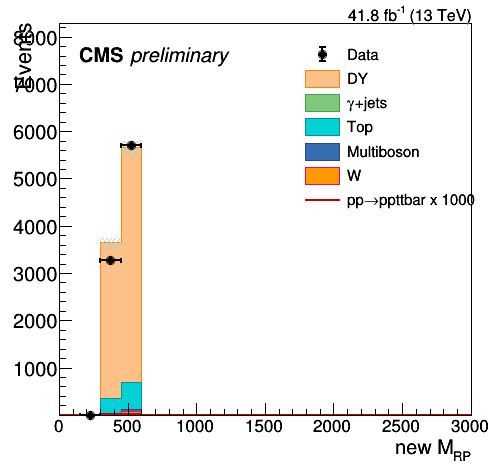 41.8 fb⁻¹ (13 TeV)
Events
CMS preliminary
Data
DY
γ+jets
Top
Multiboson
W
pp→ppttbar x 1000
8000
7000
6000
5000
4000
3000
2000
1000
0 500 1000 1500 2000 2500 3000
new M_RP